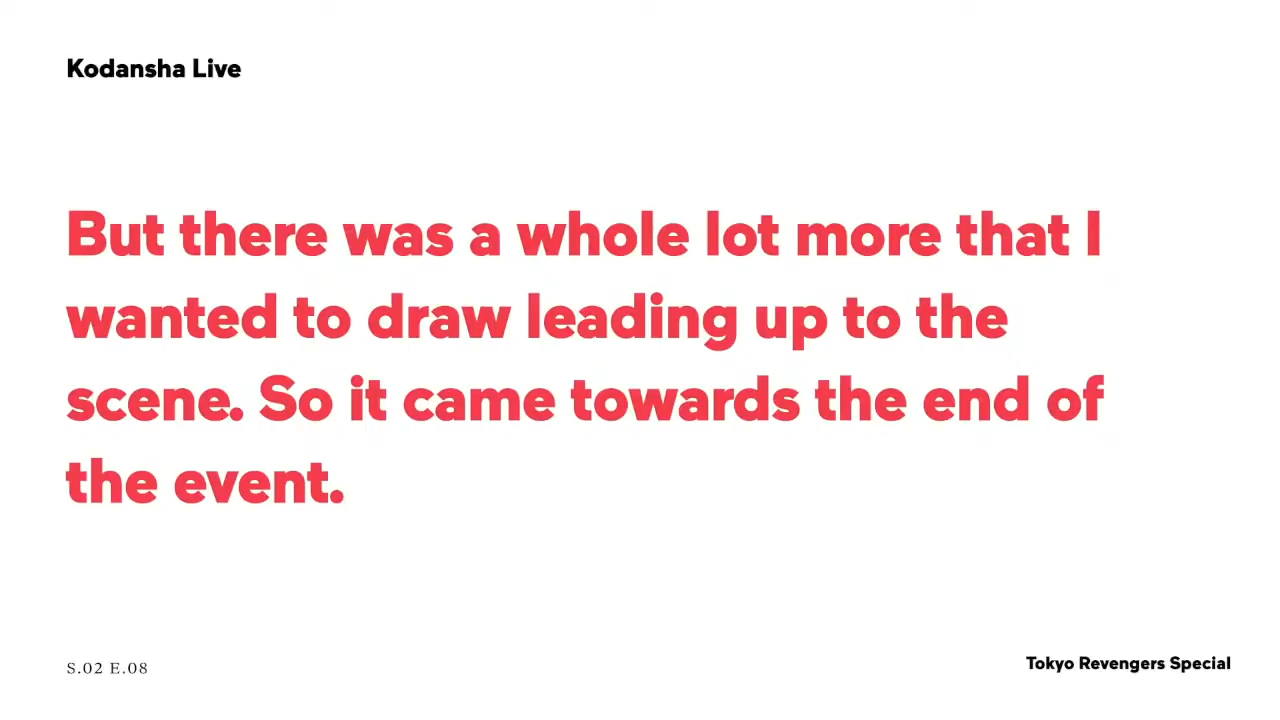 Kodansha Live
But there was a whole lot more that I
wanted to draw leading up to the
scene. So it came towards the end of
the event.
S.02 E.08
Tokyo Revengers Special